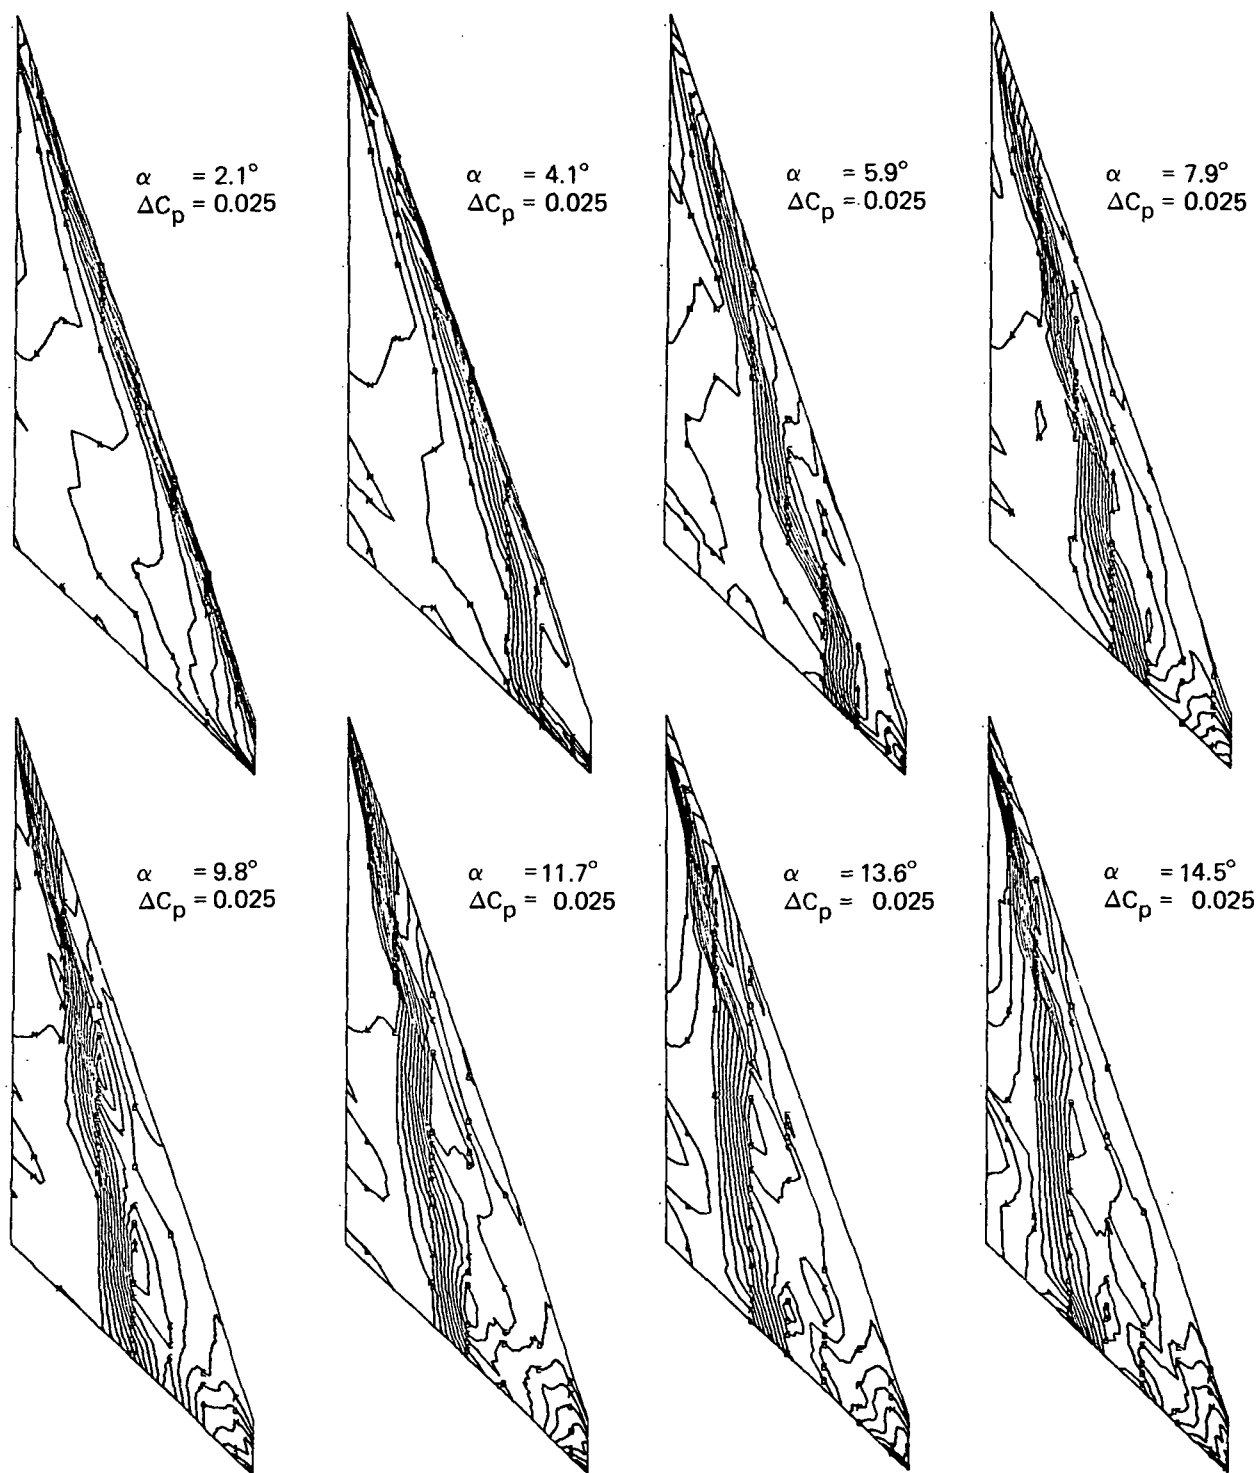 α = 2.1°
ΔCp = 0.025
α = 4.1°
ΔCp = 0.025
α = 5.9°
ΔCp = 0.025
α = 7.9°
ΔCp = 0.025
α = 9.8°
ΔCp = 0.025
α = 11.7°
ΔCp = 0.025
α = 13.6°
ΔCp = 0.025
α = 14.5°
ΔCp = 0.025